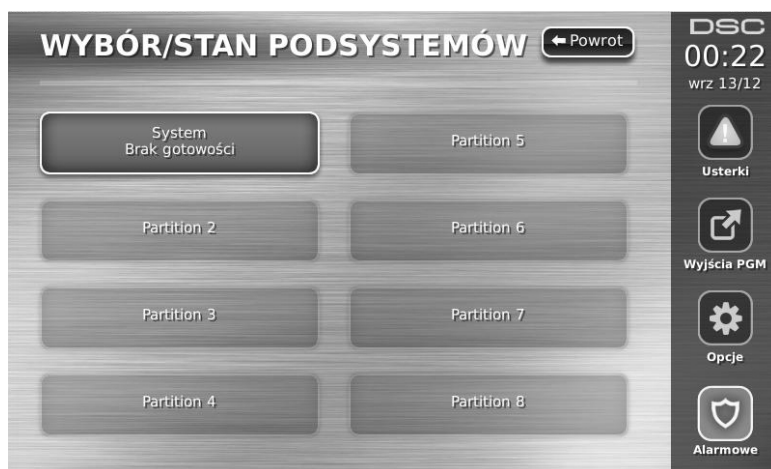 WYBÓR/STAN PODSYSTEMÓW
Powrot
System
Brak gotowości
Partition 2
Partition 3
Partition 4
Partition 5
Partition 6
Partition 7
Partition 8
DSC
00:22
wrz 13/12
Usterki
Wyjścia PGM
Opcje
Alarmowe